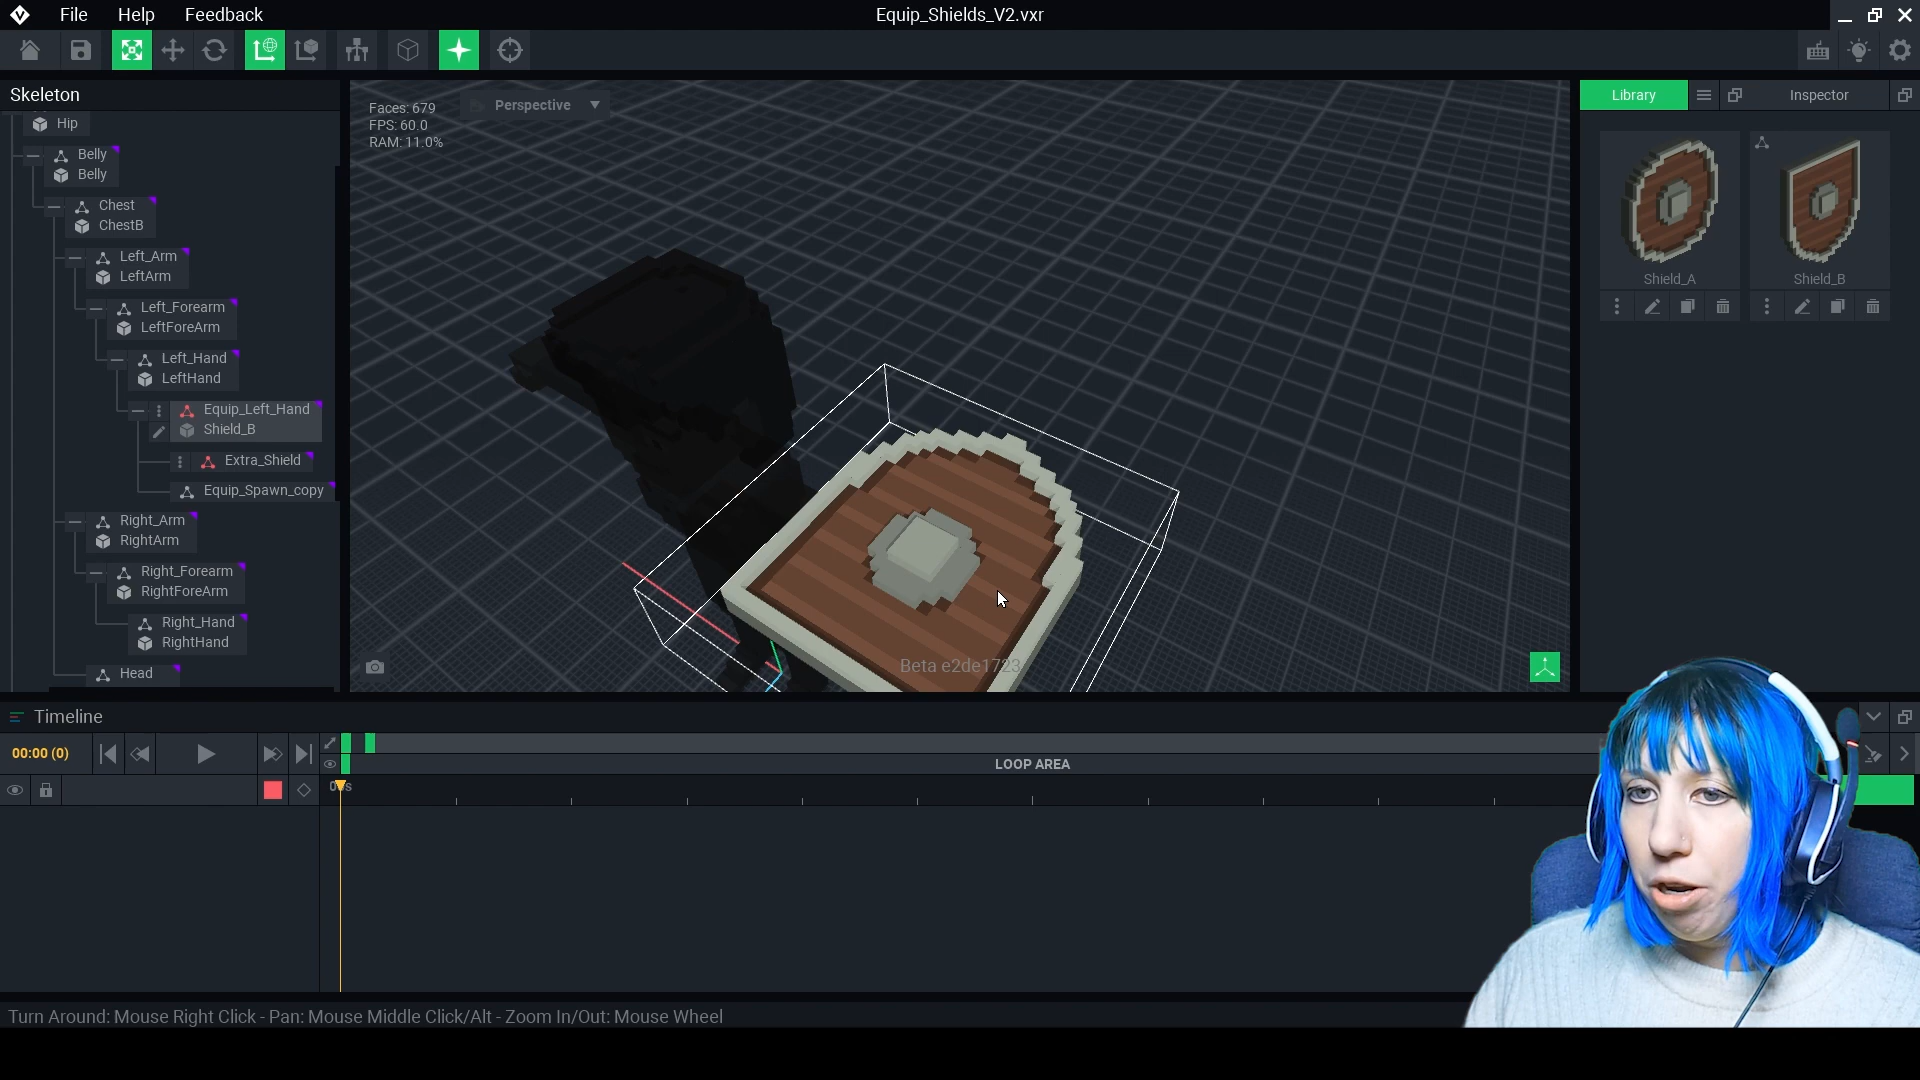 File Help Feedback
Equip_Shields_V2.vxr
Skeleton
Hip
Belly
Belly
Chest
ChestB
Left_Arm
LeftArm
Left_Forearm
LeftForeArm
Left_Hand
LeftHand
Equip_Left_Hand
Shield_B
Extra_Shield
Equip_Spawn_copy
Right_Arm
RightArm
Right_Forearm
RightForeArm
Right_Hand
RightHand
Head
Faces: 679
FPS: 60.0
RAM: 11.0%
Perspective
Beta e2de1723
Library
Inspector
Shield_A
Shield_B
Timeline
00:00 (0)
LOOP AREA
Turn Around: Mouse Right Click - Pan: Mouse Middle Click/Alt - Zoom In/Out: Mouse Wheel